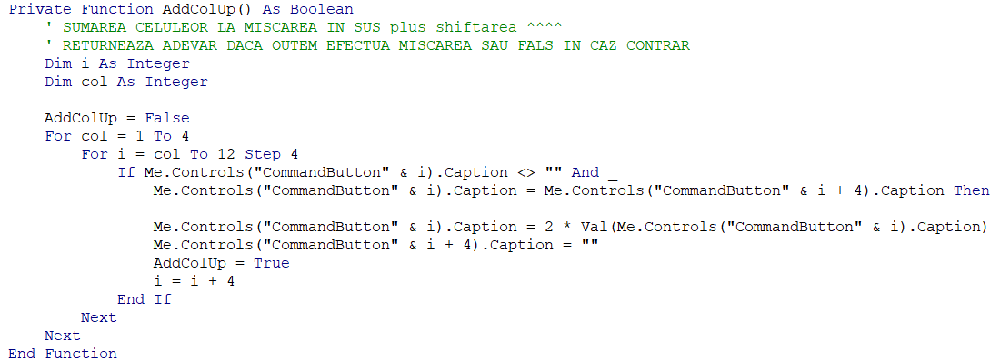 Private Function AddColUp() As Boolean
' SUMAREA CELULEOR LA MISCAREA IN SUS plus shiftarea ^^^^
' RETURNEAZA ADEVAR DACA OUTEM EFECTUA MISCAREA SAU FALS IN CAZ CONTRAR
Dim i As Integer
Dim col As Integer
AddColUp = False
For col = 1 To 4
For i = col To 12 Step 4
If Me.Controls("CommandButton" & i).Caption <> "" And _
Me.Controls("CommandButton" & i).Caption = Me.Controls("CommandButton" & i + 4).Caption Then
Me.Controls("CommandButton" & i).Caption = 2 * Val(Me.Controls("CommandButton" & i).Caption)
Me.Controls("CommandButton" & i + 4).Caption = ""
AddColUp = True
i = i + 4
End If
Next
Next
End Function